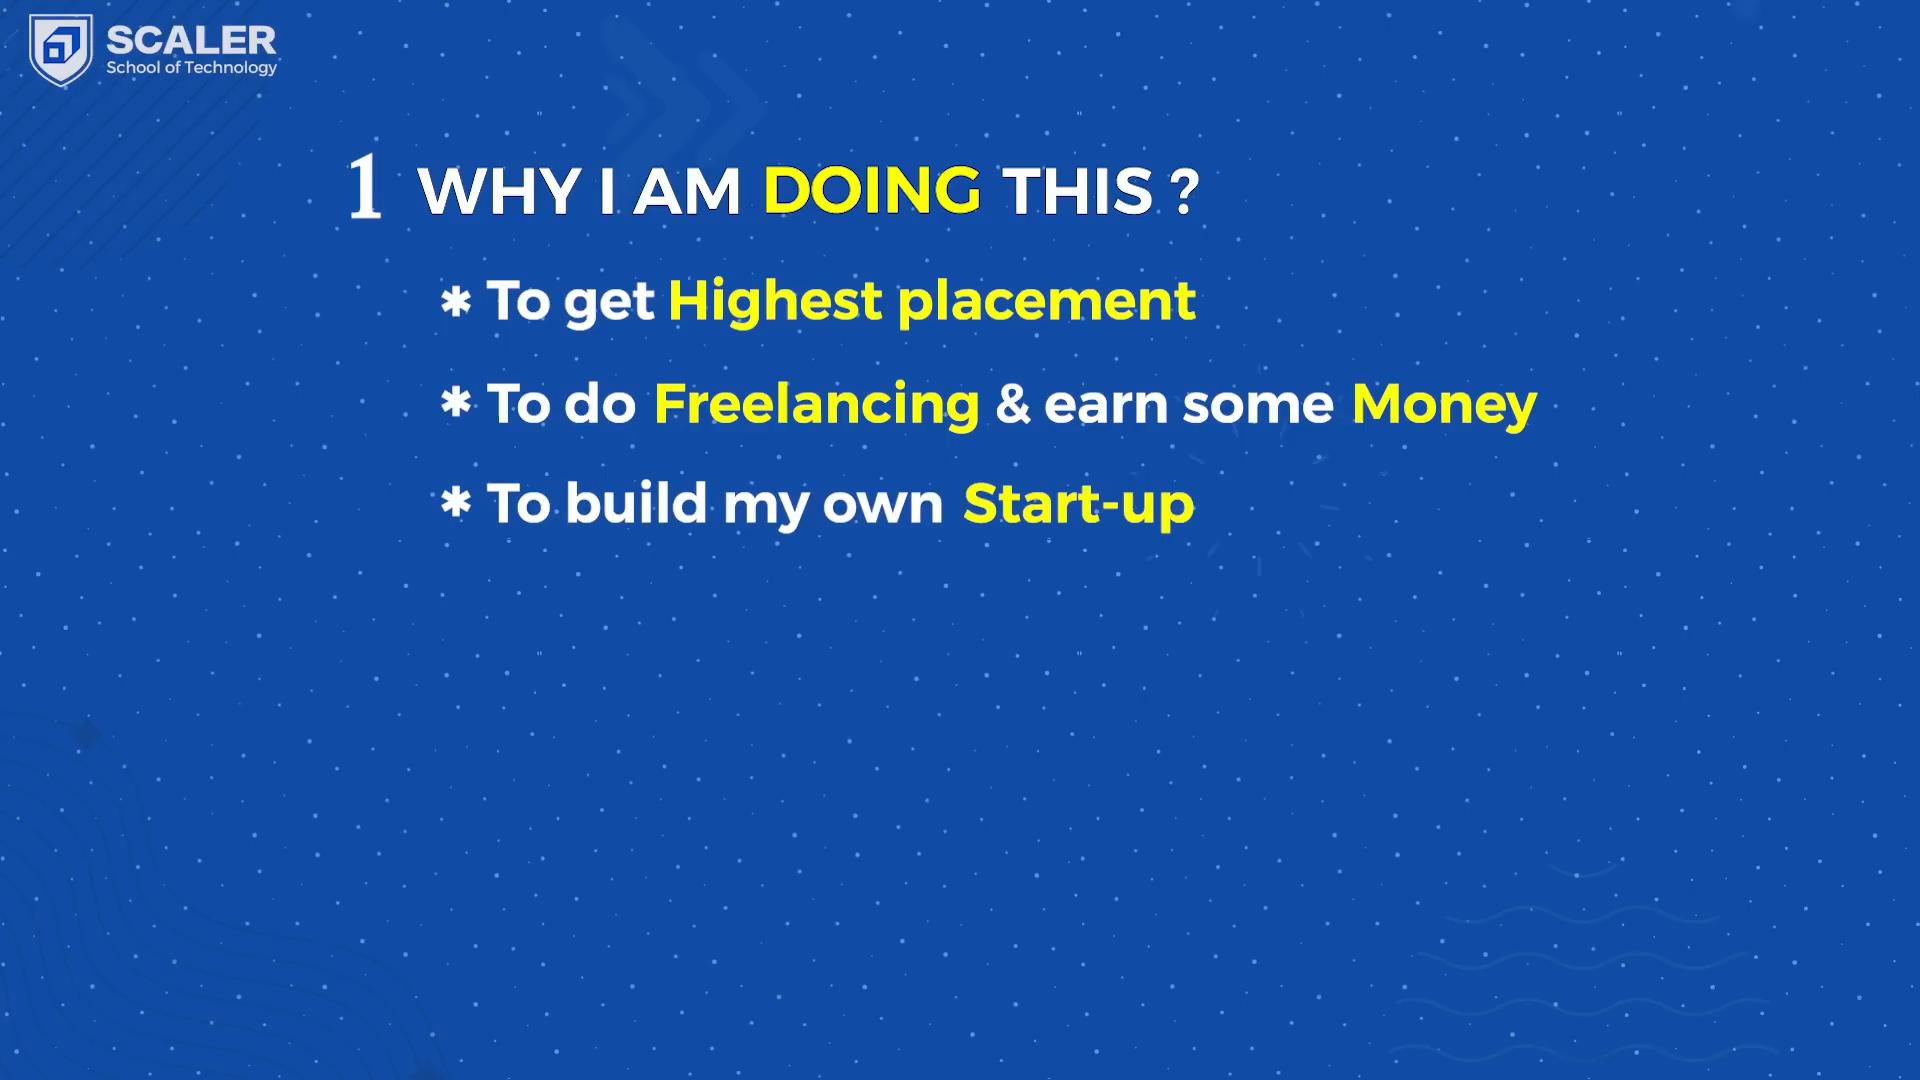 SCALER
School of Technology
1 WHY I AM DOING THIS ?
* To get Highest placement
* To do Freelancing & earn some Money
* To build my own Start-up